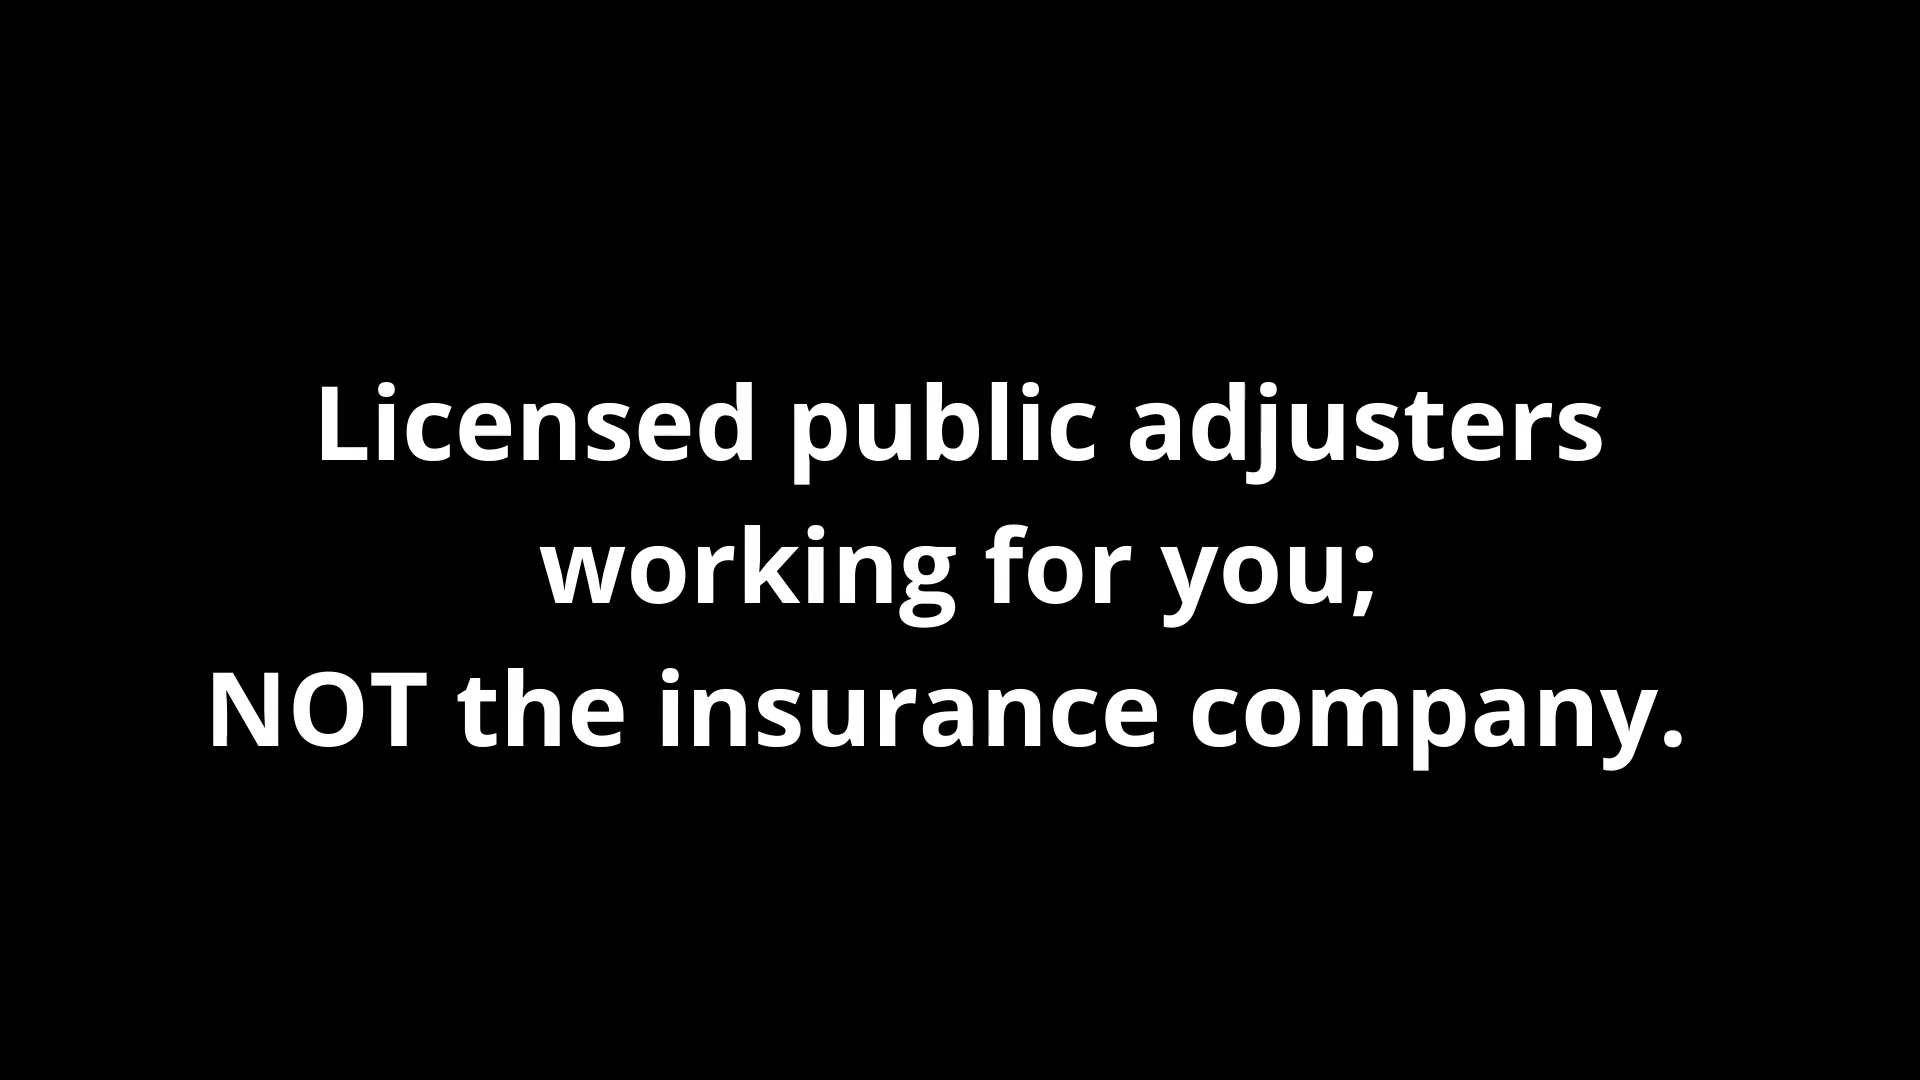 Licensed public adjusters
working for you;
NOT the insurance company.